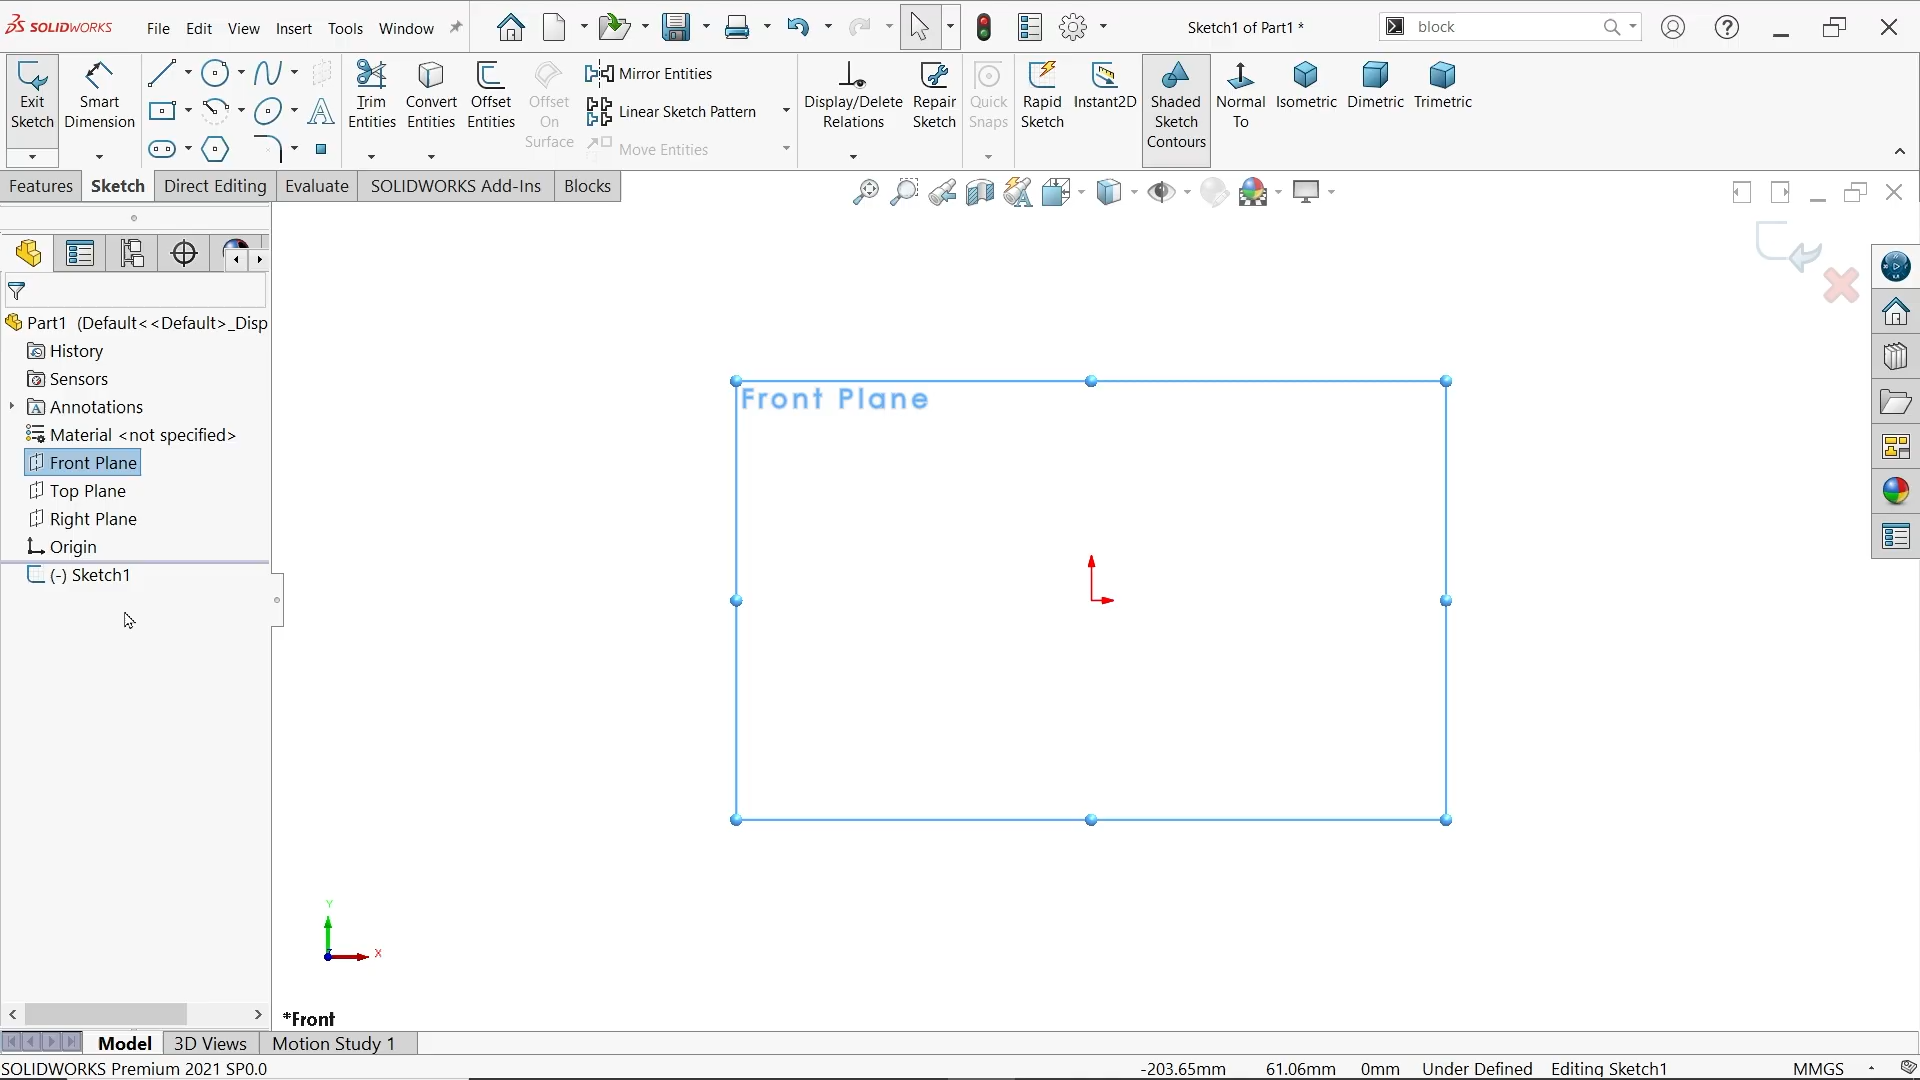 SOLIDWORKS File Edit View Insert Tools Window Sketch1 of Part1 * block
Exit Sketch
Smart Dimension
Trim Entities
Convert Entities
Offset Entities
Offset On Surface
Mirror Entities
Linear Sketch Pattern
Move Entities
Display/Delete Relations
Repair Sketch
Quick Snaps
Rapid Sketch
Instant2D
Shaded Sketch Contours
Normal To
Isometric
Dimetric
Trimetric
Features Sketch Direct Editing Evaluate SOLIDWORKS Add-Ins Blocks
Part1 (Default<<Default>_Disp
History
Sensors
Annotations
Material <not specified>
Front Plane
Top Plane
Right Plane
Origin
(-) Sketch1
Front Plane
Y
X
*Front
Model 3D Views Motion Study 1
SOLIDWORKS Premium 2021 SP0.0 -203.65mm 61.06mm 0mm Under Defined Editing Sketch1 MMGS